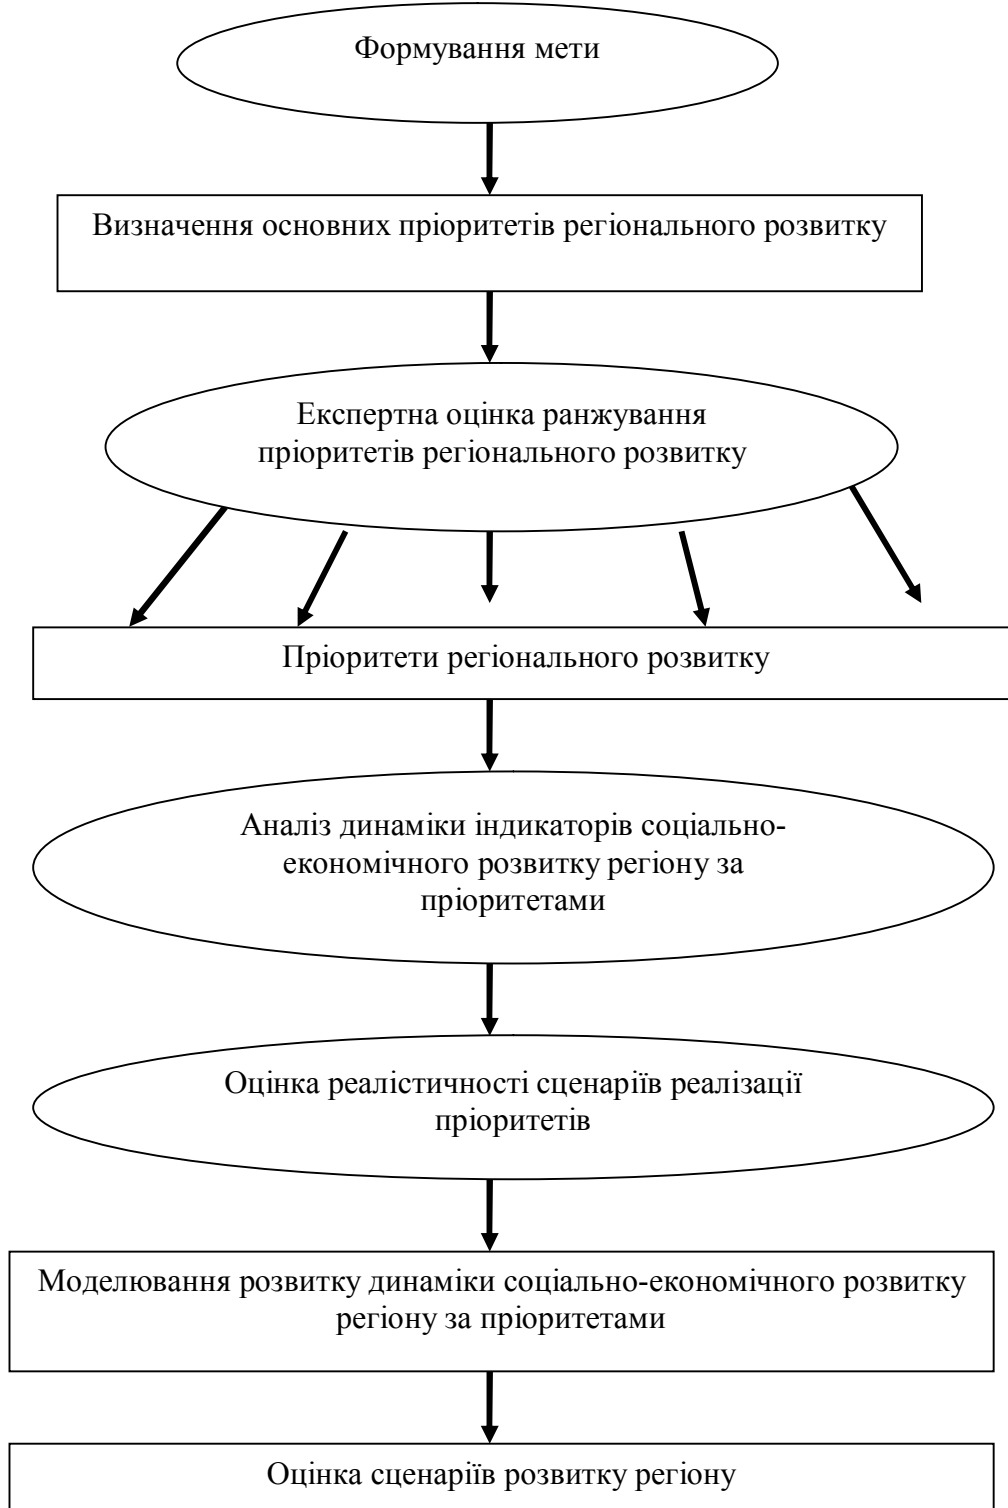 Формування мети
Визначення основних пріоритетів регіонального розвитку
Експертна оцінка ранжування
пріоритетів регіонального розвитку
Пріоритети регіонального розвитку
Аналіз динаміки індикаторів соціально-
економічного розвитку регіону за
пріоритетами
Оцінка реалістичності сценаріїв реалізації
пріоритетів
Моделювання розвитку динаміки соціально-економічного розвитку
регіону за пріоритетами
Оцінка сценаріїв розвитку регіону